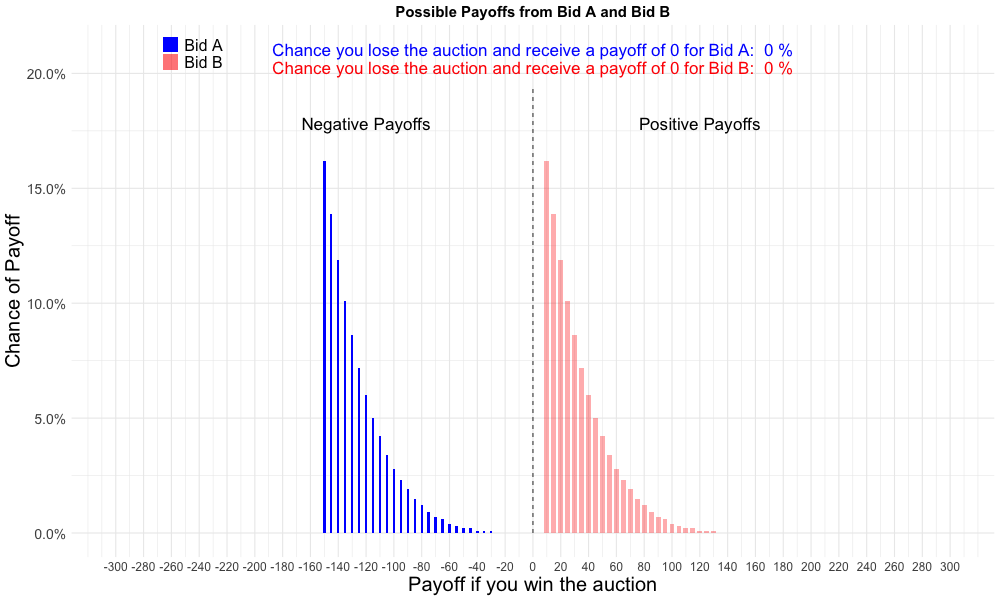 Possible Payoffs from Bid A and Bid B
Bid A
Bid B
Chance you lose the auction and receive a payoff of 0 for Bid A:  0 %
Chance you lose the auction and receive a payoff of 0 for Bid B:  0 %
Negative Payoffs
Positive Payoffs
Chance of Payoff
20.0%
15.0%
10.0%
5.0%
0.0%
-300 -280 -260 -240 -220 -200 -180 -160 -140 -120 -100 -80 -60 -40 -20 0 20 40 60 80 100 120 140 160 180 200 220 240 260 280 300
Payoff if you win the auction